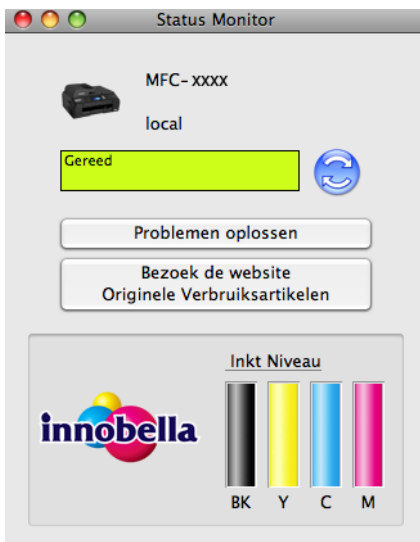 Status Monitor
MFC-xxxx
local
Gereed
Problemen oplossen
Bezoek de website
Originele Verbruiksartikelen
Inkt Niveau
innobella
BK Y C M